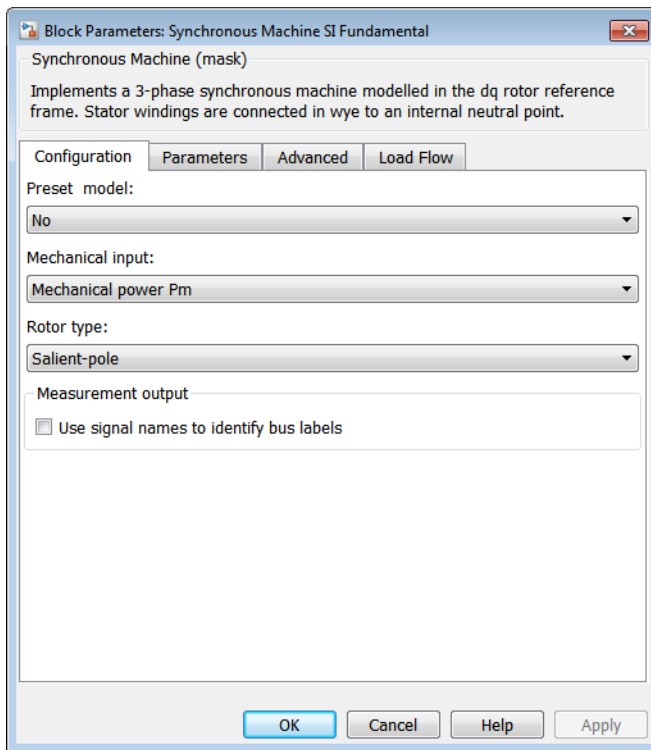 Block Parameters: Synchronous Machine SI Fundamental
Synchronous Machine (mask)
Implements a 3-phase synchronous machine modelled in the dq rotor reference
frame. Stator windings are connected in wye to an internal neutral point.
Configuration Parameters Advanced Load Flow
Preset model:
No
Mechanical input:
Mechanical power Pm
Rotor type:
Salient-pole
Measurement output
Use signal names to identify bus labels
OK Cancel Help Apply